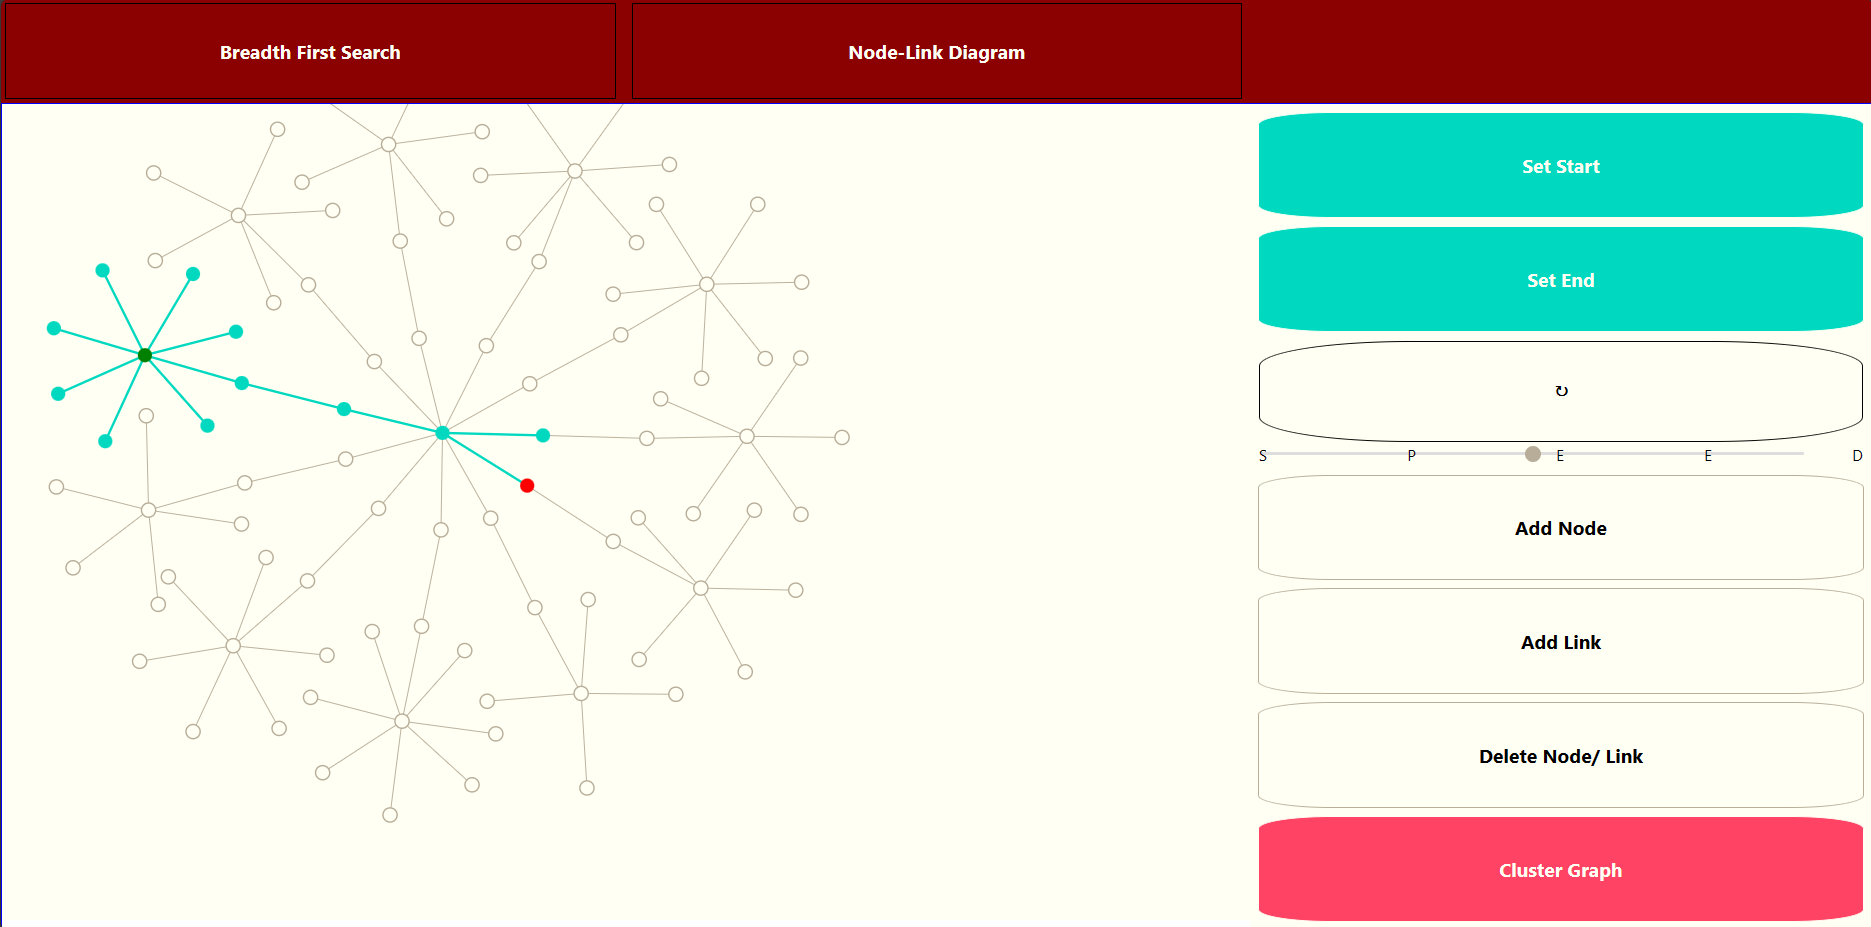 Breadth First Search
Node-Link Diagram
Set Start
Set End
↻
S P E E D
Add Node
Add Link
Delete Node/ Link
Cluster Graph